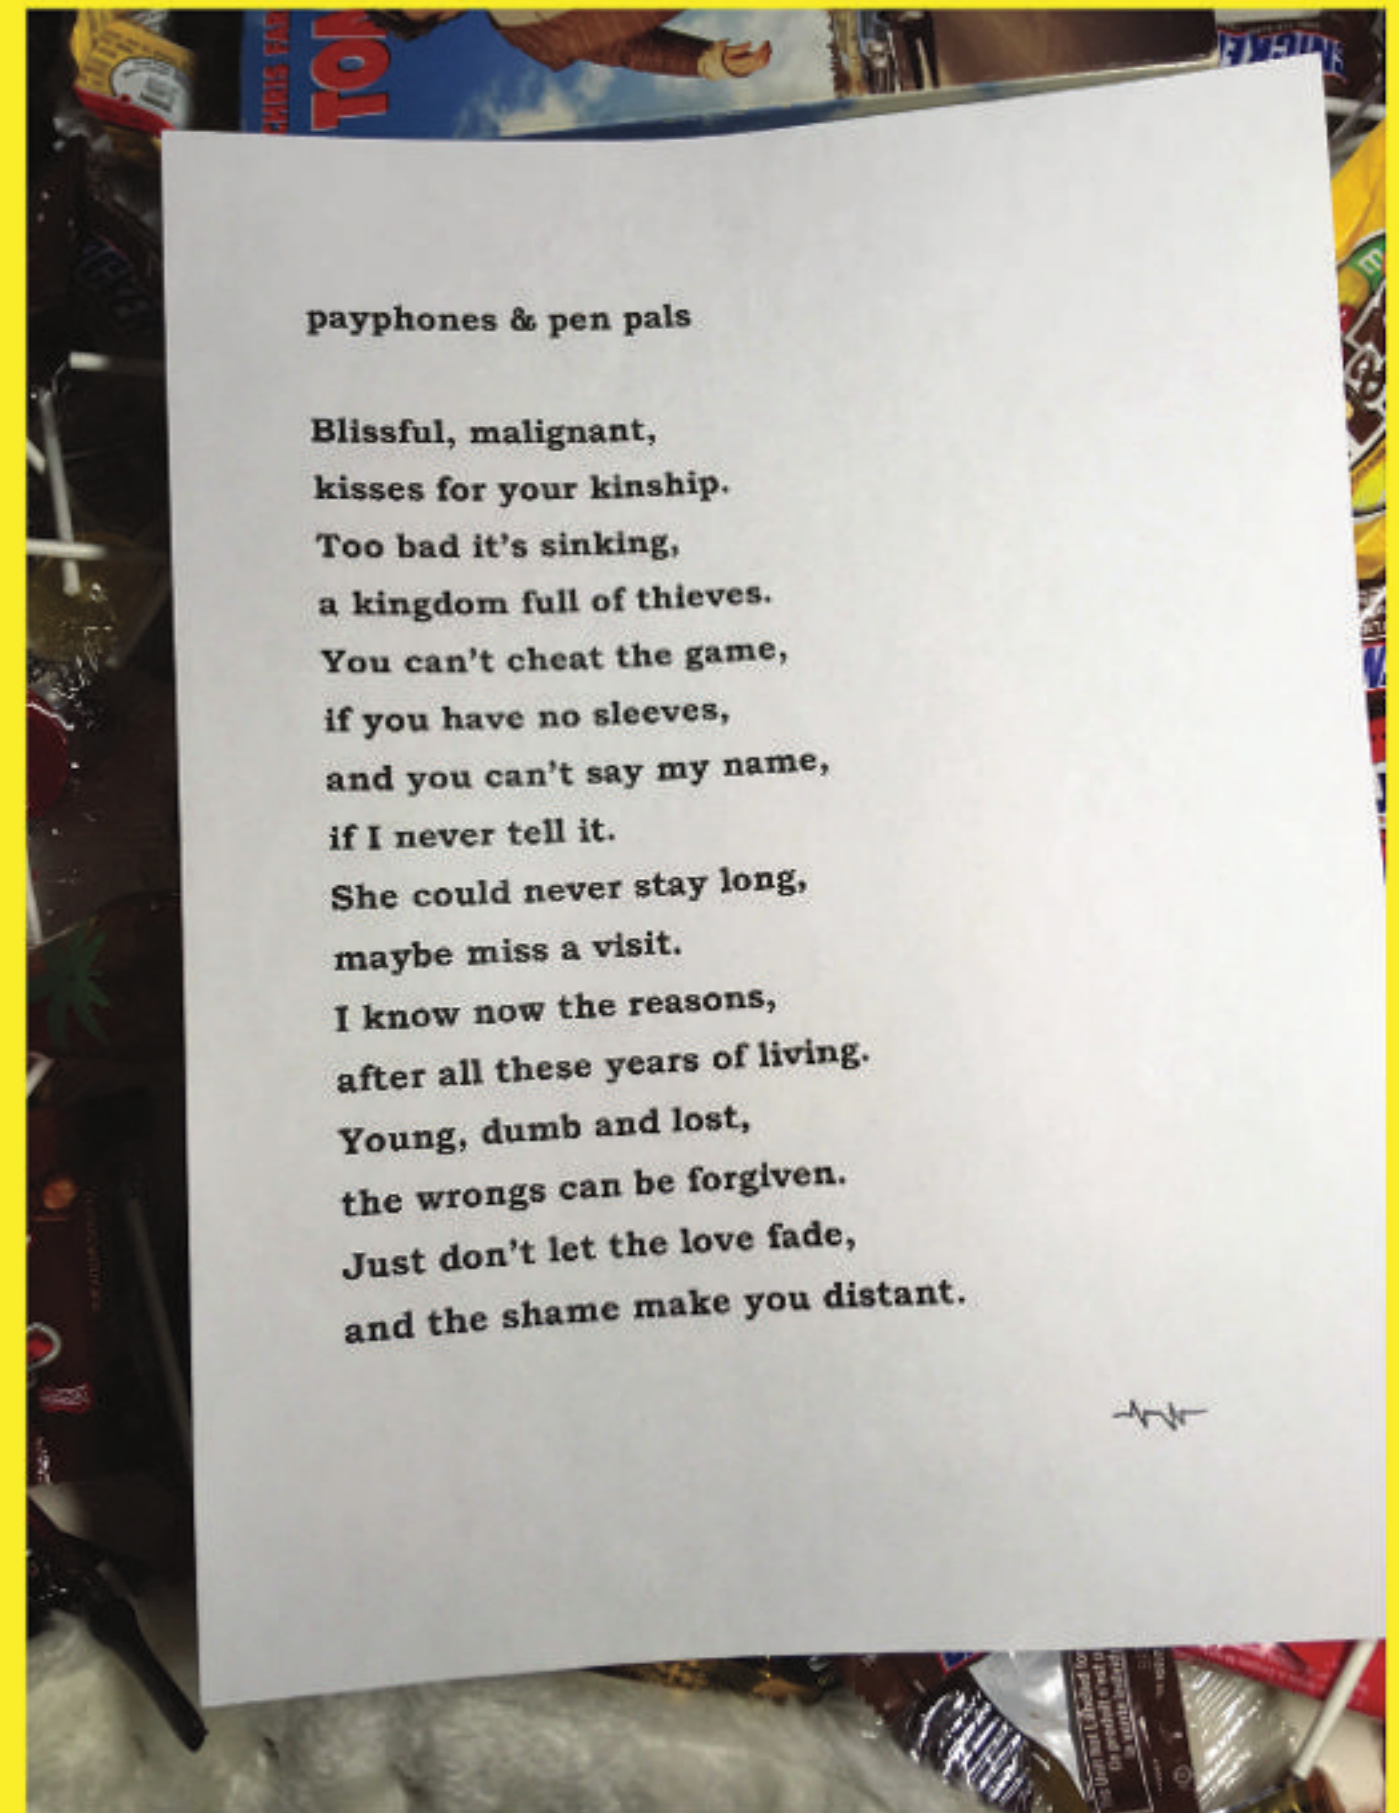 CHRIS FAR
TOM
payphones & pen pals
Blissful, malignant,
kisses for your kinship.
Too bad it's sinking,
a kingdom full of thieves.
You can't cheat the game,
if you have no sleeves,
and you can't say my name,
if I never tell it.
She could never stay long,
maybe miss a visit.
I know now the reasons,
after all these years of living.
Young, dumb and lost,
the wrongs can be forgiven.
Just don't let the love fade,
and the shame make you distant.